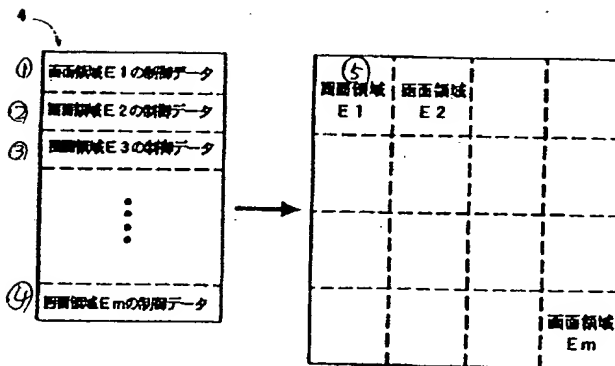 4
① 画面領域E1の制御データ
② 画面領域E2の制御データ
③ 画面領域E3の制御データ
④ 画面領域Emの制御データ
⑤
画面領域
E1
画面領域
E2
画面領域
Em